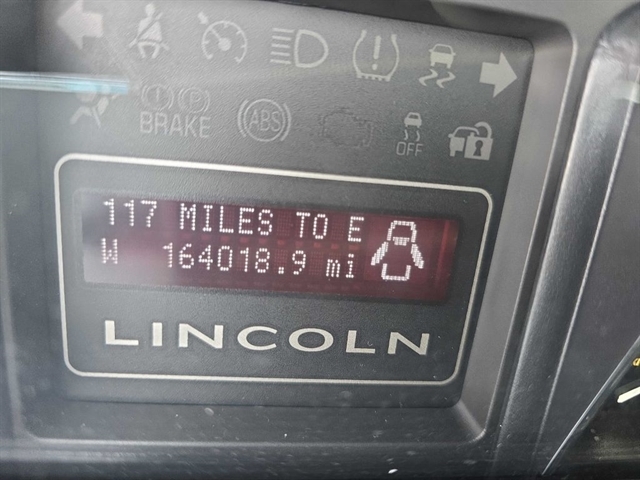 BRAKE
ABS
OFF
117 MILES TO E
W 164018.9 mi
LINCOLN